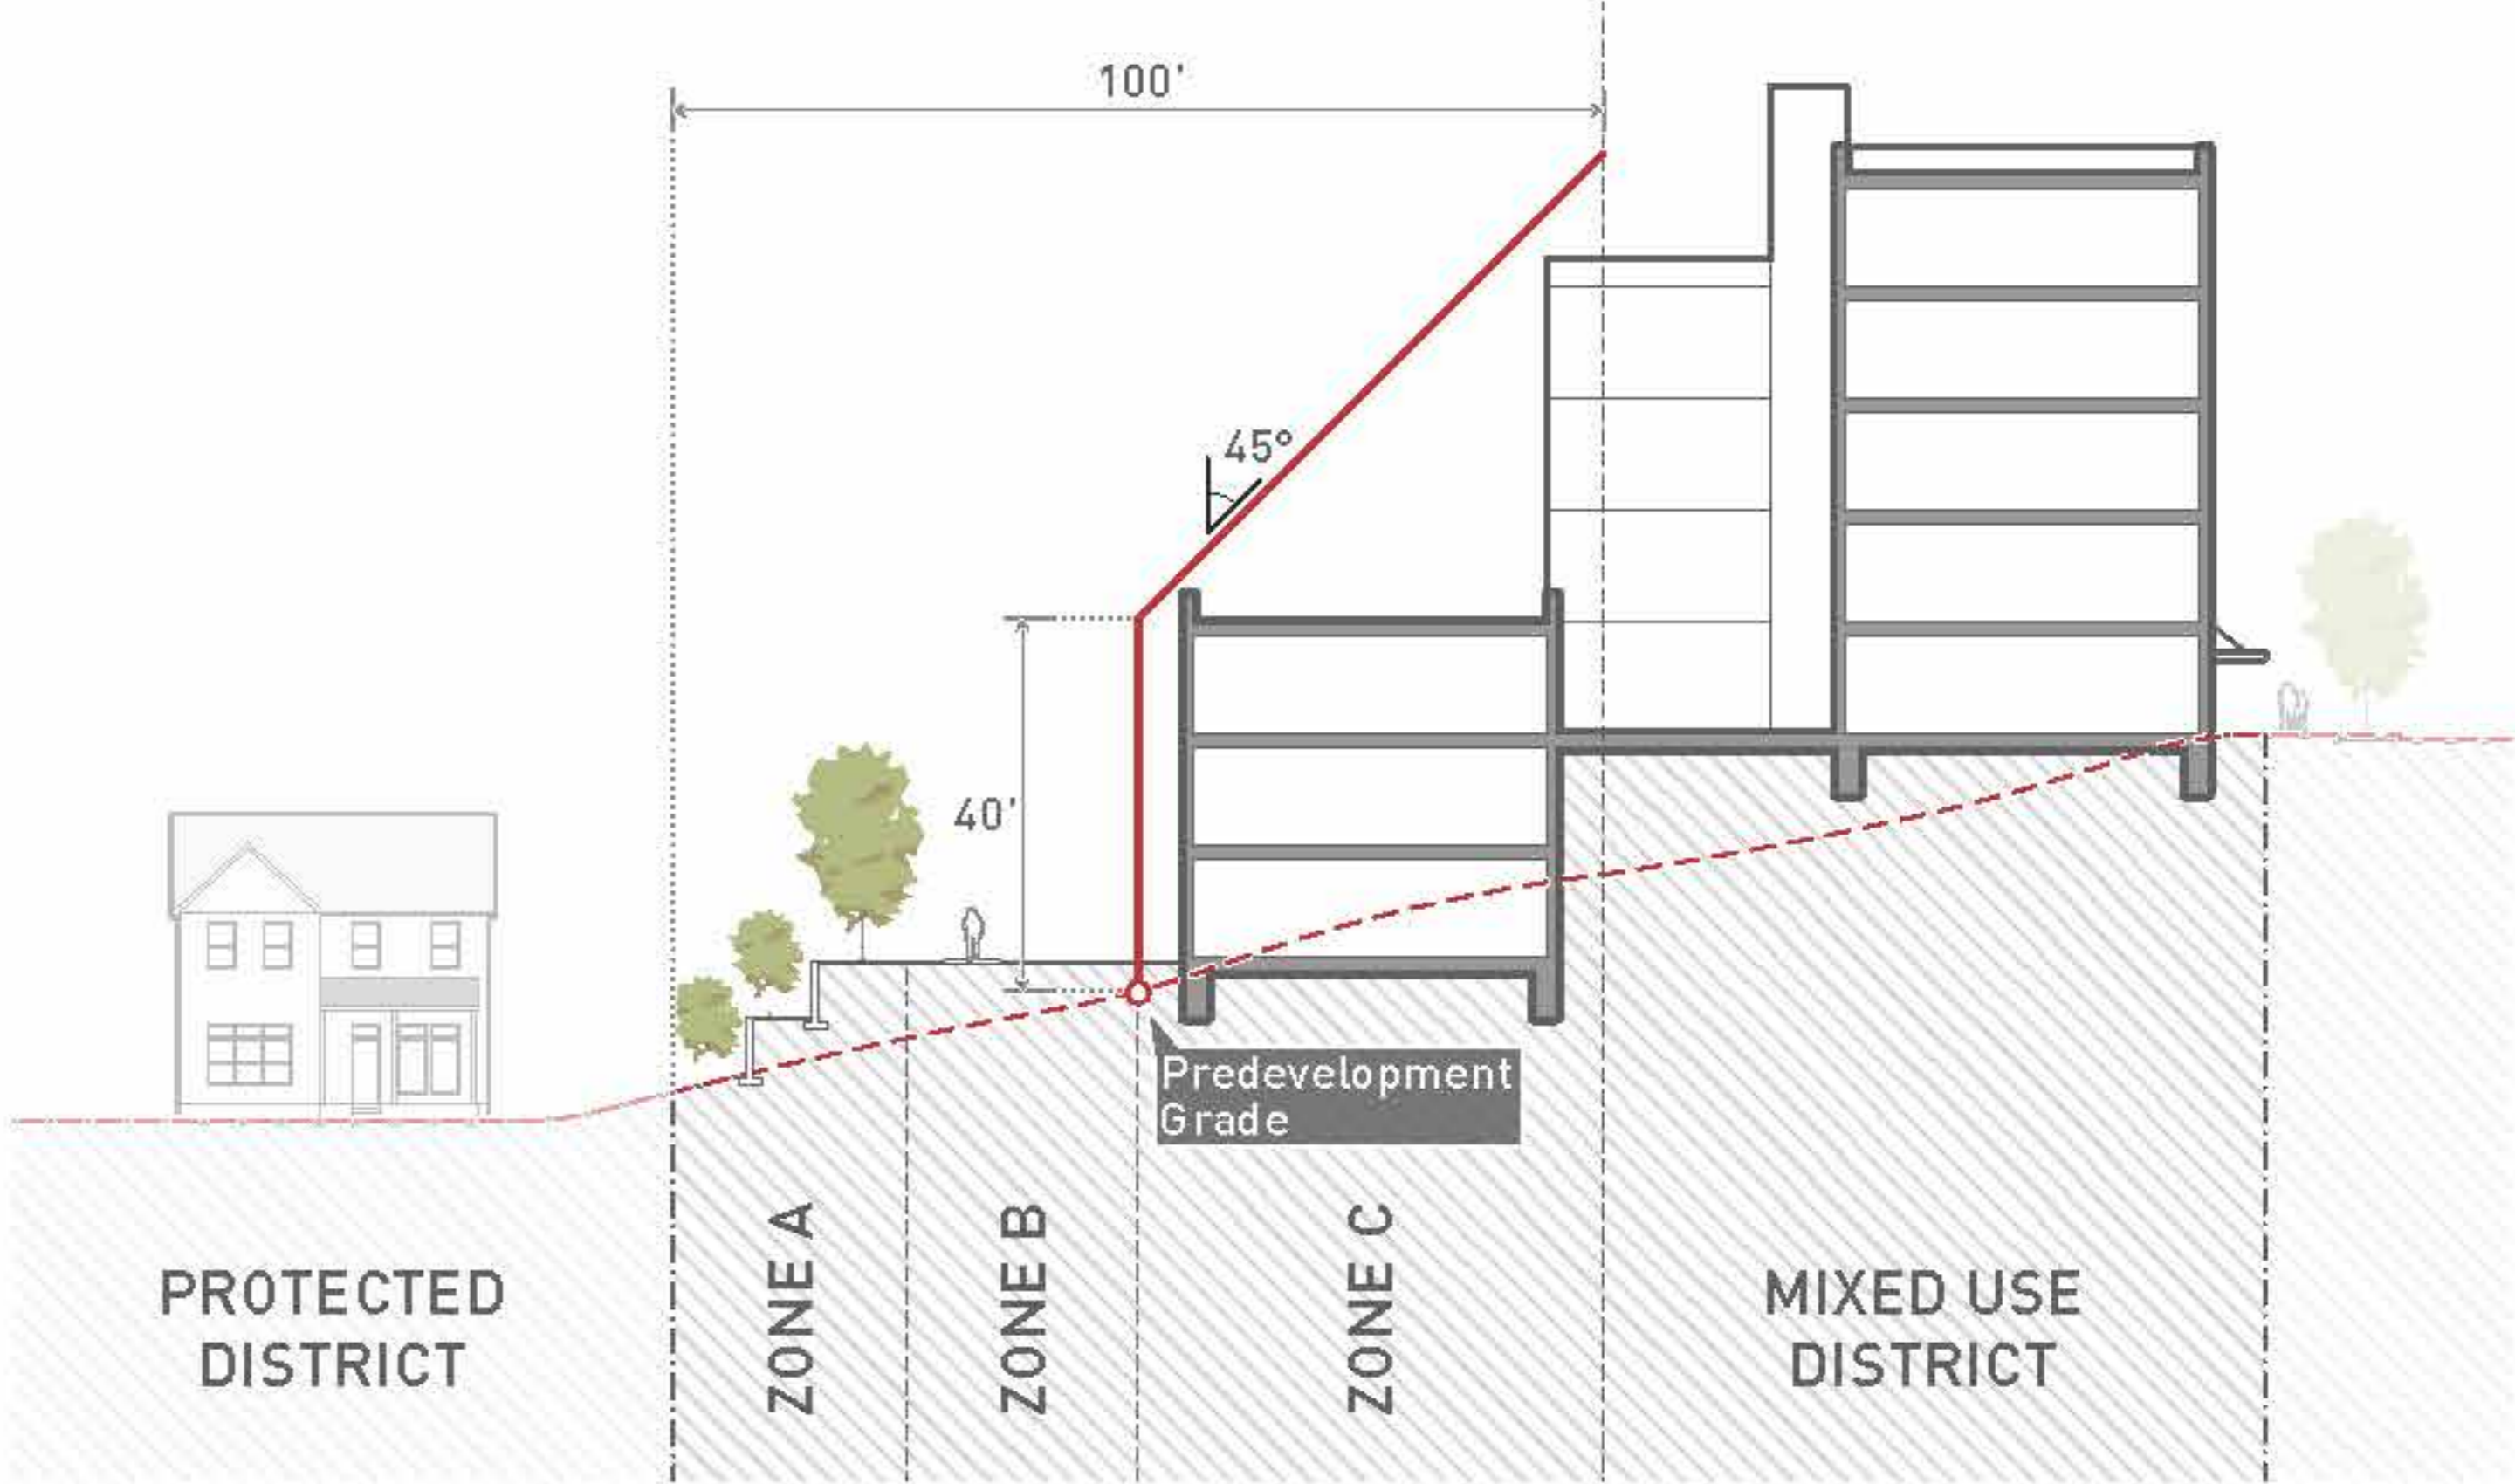 100'
45°
40'
Predevelopment
Grade
ZONE A
ZONE B
ZONE C
PROTECTED
DISTRICT
MIXED USE
DISTRICT